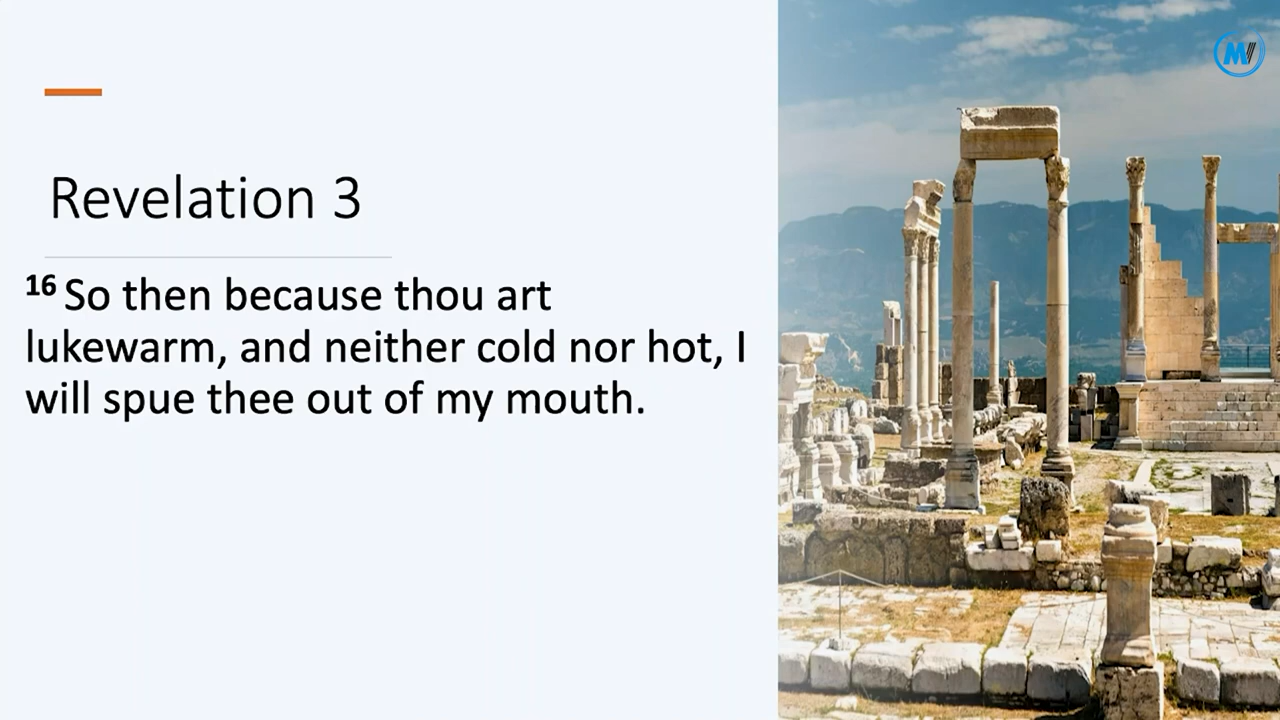 Revelation 3
16 So then because thou art
lukewarm, and neither cold nor hot, I
will spue thee out of my mouth.